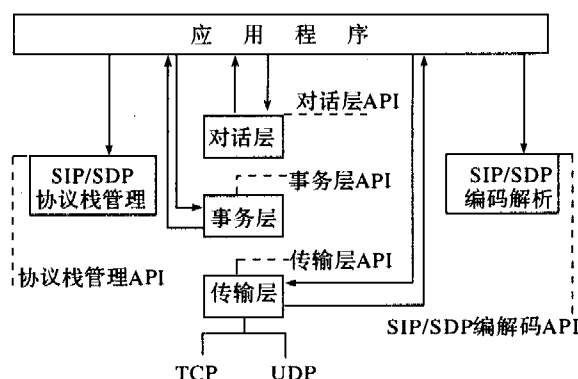 应用程序
对话层API
对话层
SIP/SDP
协议栈管理
事务层API
事务层
SIP/SDP
编码解析
协议栈管理API
传输层API
传输层
SIP/SDP编解码API
TCP
UDP